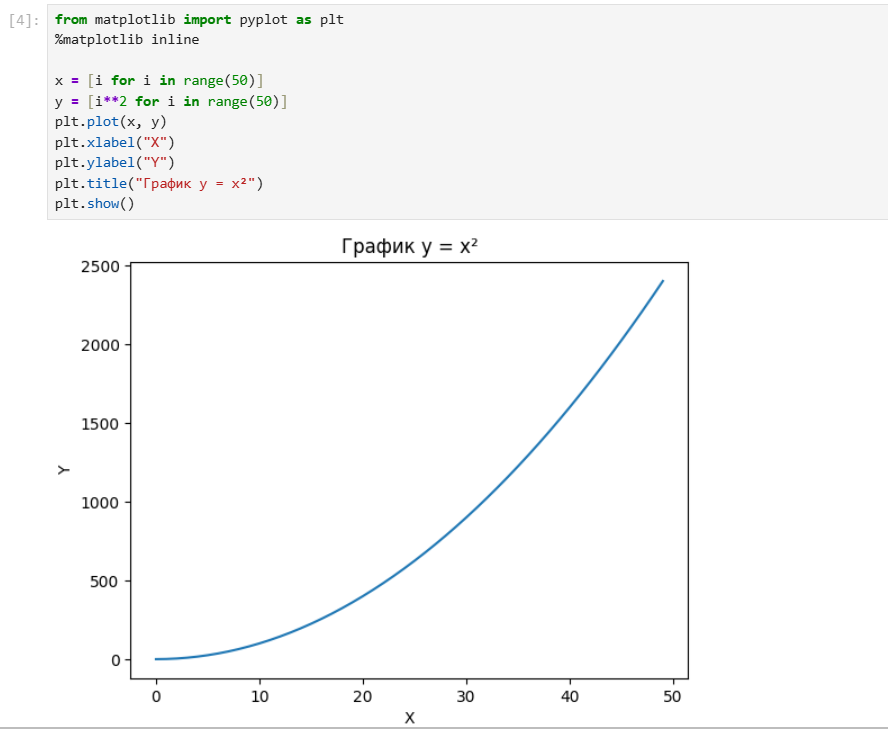 [4]: from matplotlib import pyplot as plt
%matplotlib inline
x = [i for i in range(50)]
y = [i**2 for i in range(50)]
plt.plot(x, y)
plt.xlabel("X")
plt.ylabel("Y")
plt.title("График y = x²")
plt.show()
График y = x²
2500
2000
1500
Y
1000
500
0
0 10 20 30 40 50
X